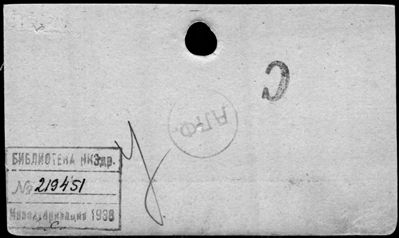 С
АПФ.
У
БИБЛИОТЕКА НКЗдр.
№ 219451
Инвентаризация 1938